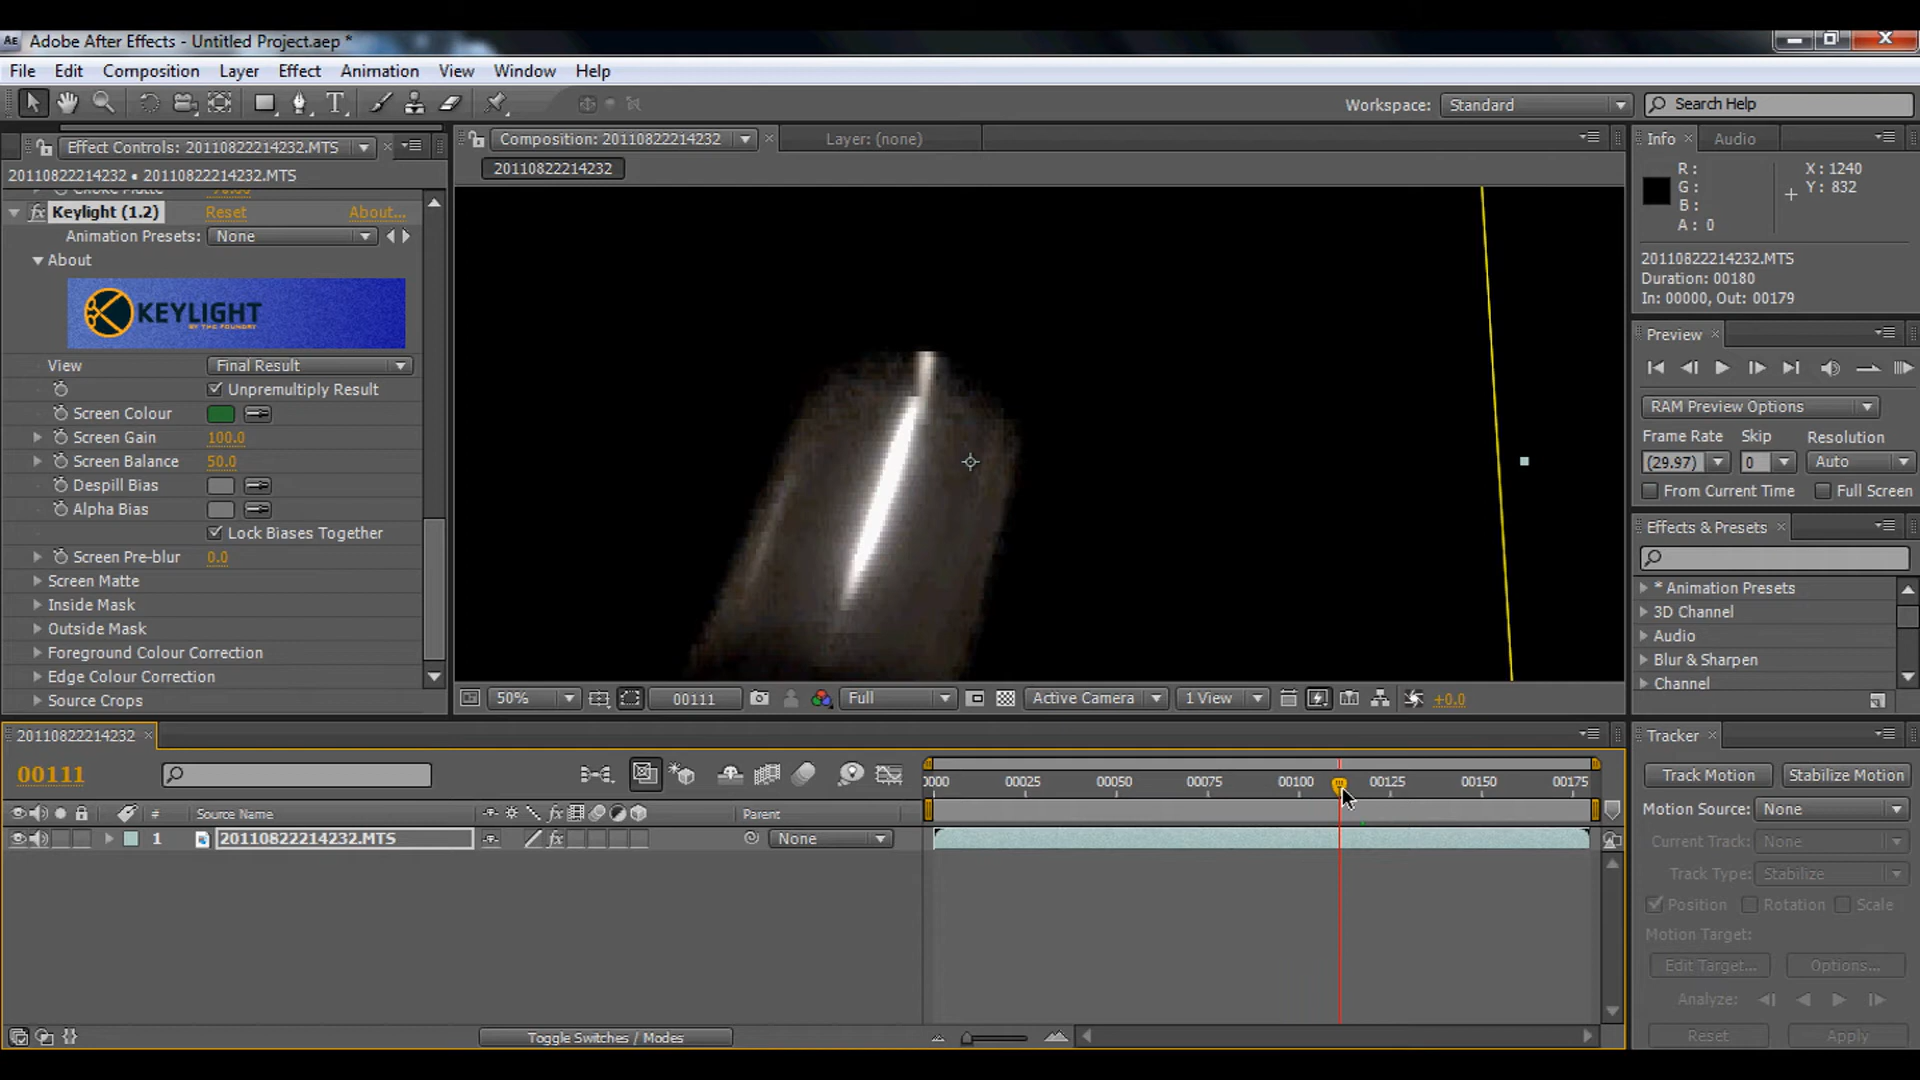 Adobe After Effects - Untitled Project.aep *
File Edit Composition Layer Effect Animation View Window Help
Workspace: Standard Search Help
Effect Controls: 20110822214232.MTS
20110822214232 • 20110822214232.MTS
Keylight (1.2) Reset About...
Animation Presets: None
About
KEYLIGHT
BY THE FOUNDRY
View Final Result
Unpremultiply Result
Screen Colour
Screen Gain 100.0
Screen Balance 50.0
Despill Bias
Alpha Bias
Lock Biases Together
Screen Pre-blur 0.0
Screen Matte
Inside Mask
Outside Mask
Foreground Colour Correction
Edge Colour Correction
Source Crops
Composition: 20110822214232 Layer: (none)
20110822214232
50% 00111 Full Active Camera 1 View +0.0
Info Audio
R: X: 1240
G: Y: 832
B:
A: 0
20110822214232.MTS
Duration: 00180
In: 00000, Out: 00179
Preview
RAM Preview Options
Frame Rate Skip Resolution
(29.97) 0 Auto
From Current Time Full Screen
Effects & Presets
* Animation Presets
3D Channel
Audio
Blur & Sharpen
Channel
20110822214232
00111
0000 00025 00050 00075 00100 00125 00150 00175
# Source Name Parent
1 20110822214232.MTS None
Toggle Switches / Modes
Tracker
Track Motion Stabilize Motion
Motion Source: None
Current Track: None
Track Type: Stabilize
Position Rotation Scale
Motion Target:
Edit Target... Options...
Analyze:
Reset Apply